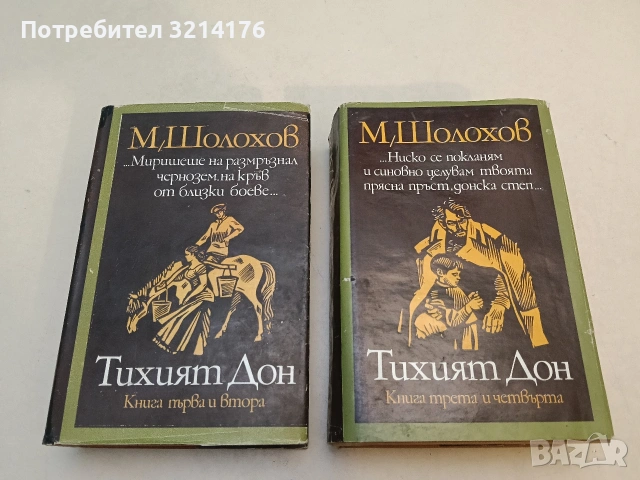 Потребител 3214176
М. Шолохов
...Миришеше на размръзнал
чернозем, на кръв
от близки боеве...
Тихият Дон
Книга първа и втора
М. Шолохов
...Ниско се покланям
и синовно целувам твоята
прясна пръст, донска степ...
Тихият Дон
Книга трета и четвърта
BAZAR